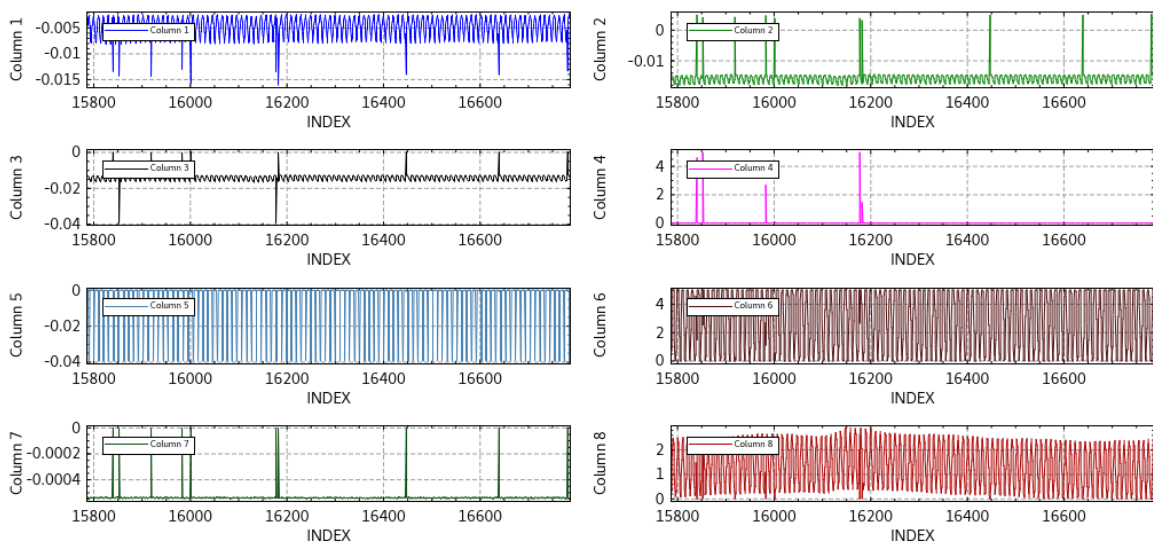 Column 1
-0.005
-0.01
-0.015
Column 1
15800 16000 16200 16400 16600
INDEX
Column 2
0
-0.01
Column 2
15800 16000 16200 16400 16600
INDEX
Column 3
0
-0.02
-0.04
Column 3
15800 16000 16200 16400 16600
INDEX
Column 4
4
2
0
Column 4
15800 16000 16200 16400 16600
INDEX
Column 5
0
-0.02
-0.04
Column 5
15800 16000 16200 16400 16600
INDEX
Column 6
4
2
0
Column 6
15800 16000 16200 16400 16600
INDEX
Column 7
0
-0.0002
-0.0004
Column 7
15800 16000 16200 16400 16600
INDEX
Column 8
2
1
0
Column 8
15800 16000 16200 16400 16600
INDEX